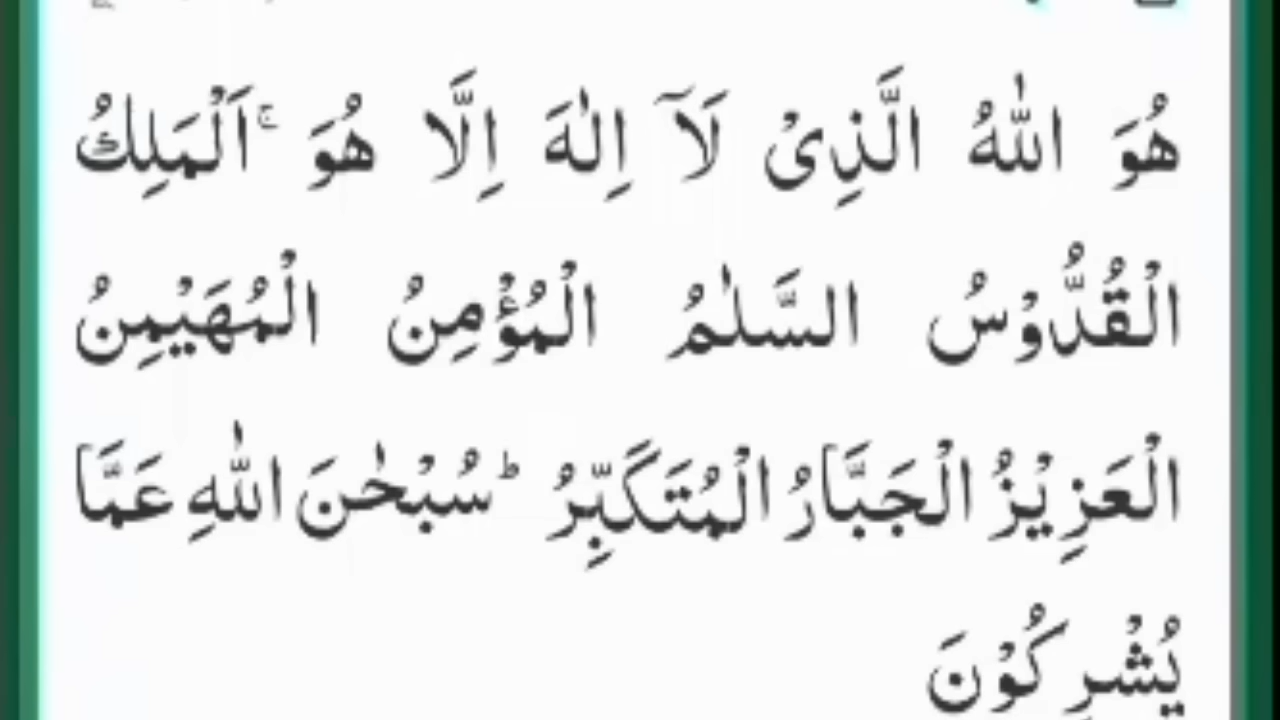 هُوَ اللّٰهُ الَّذِیْ لَاۤ اِلٰهَ اِلَّا هُوَ ۚ اَلْمَلِكُ
الْقُدُّوْسُ السَّلٰمُ الْمُؤْمِنُ الْمُهَیْمِنُ
الْعَزِیْزُ الْجَبَّارُ الْمُتَكَبِّرُ ؕ سُبْحٰنَ اللّٰهِ عَمَّا
یُشْرِكُوْنَ